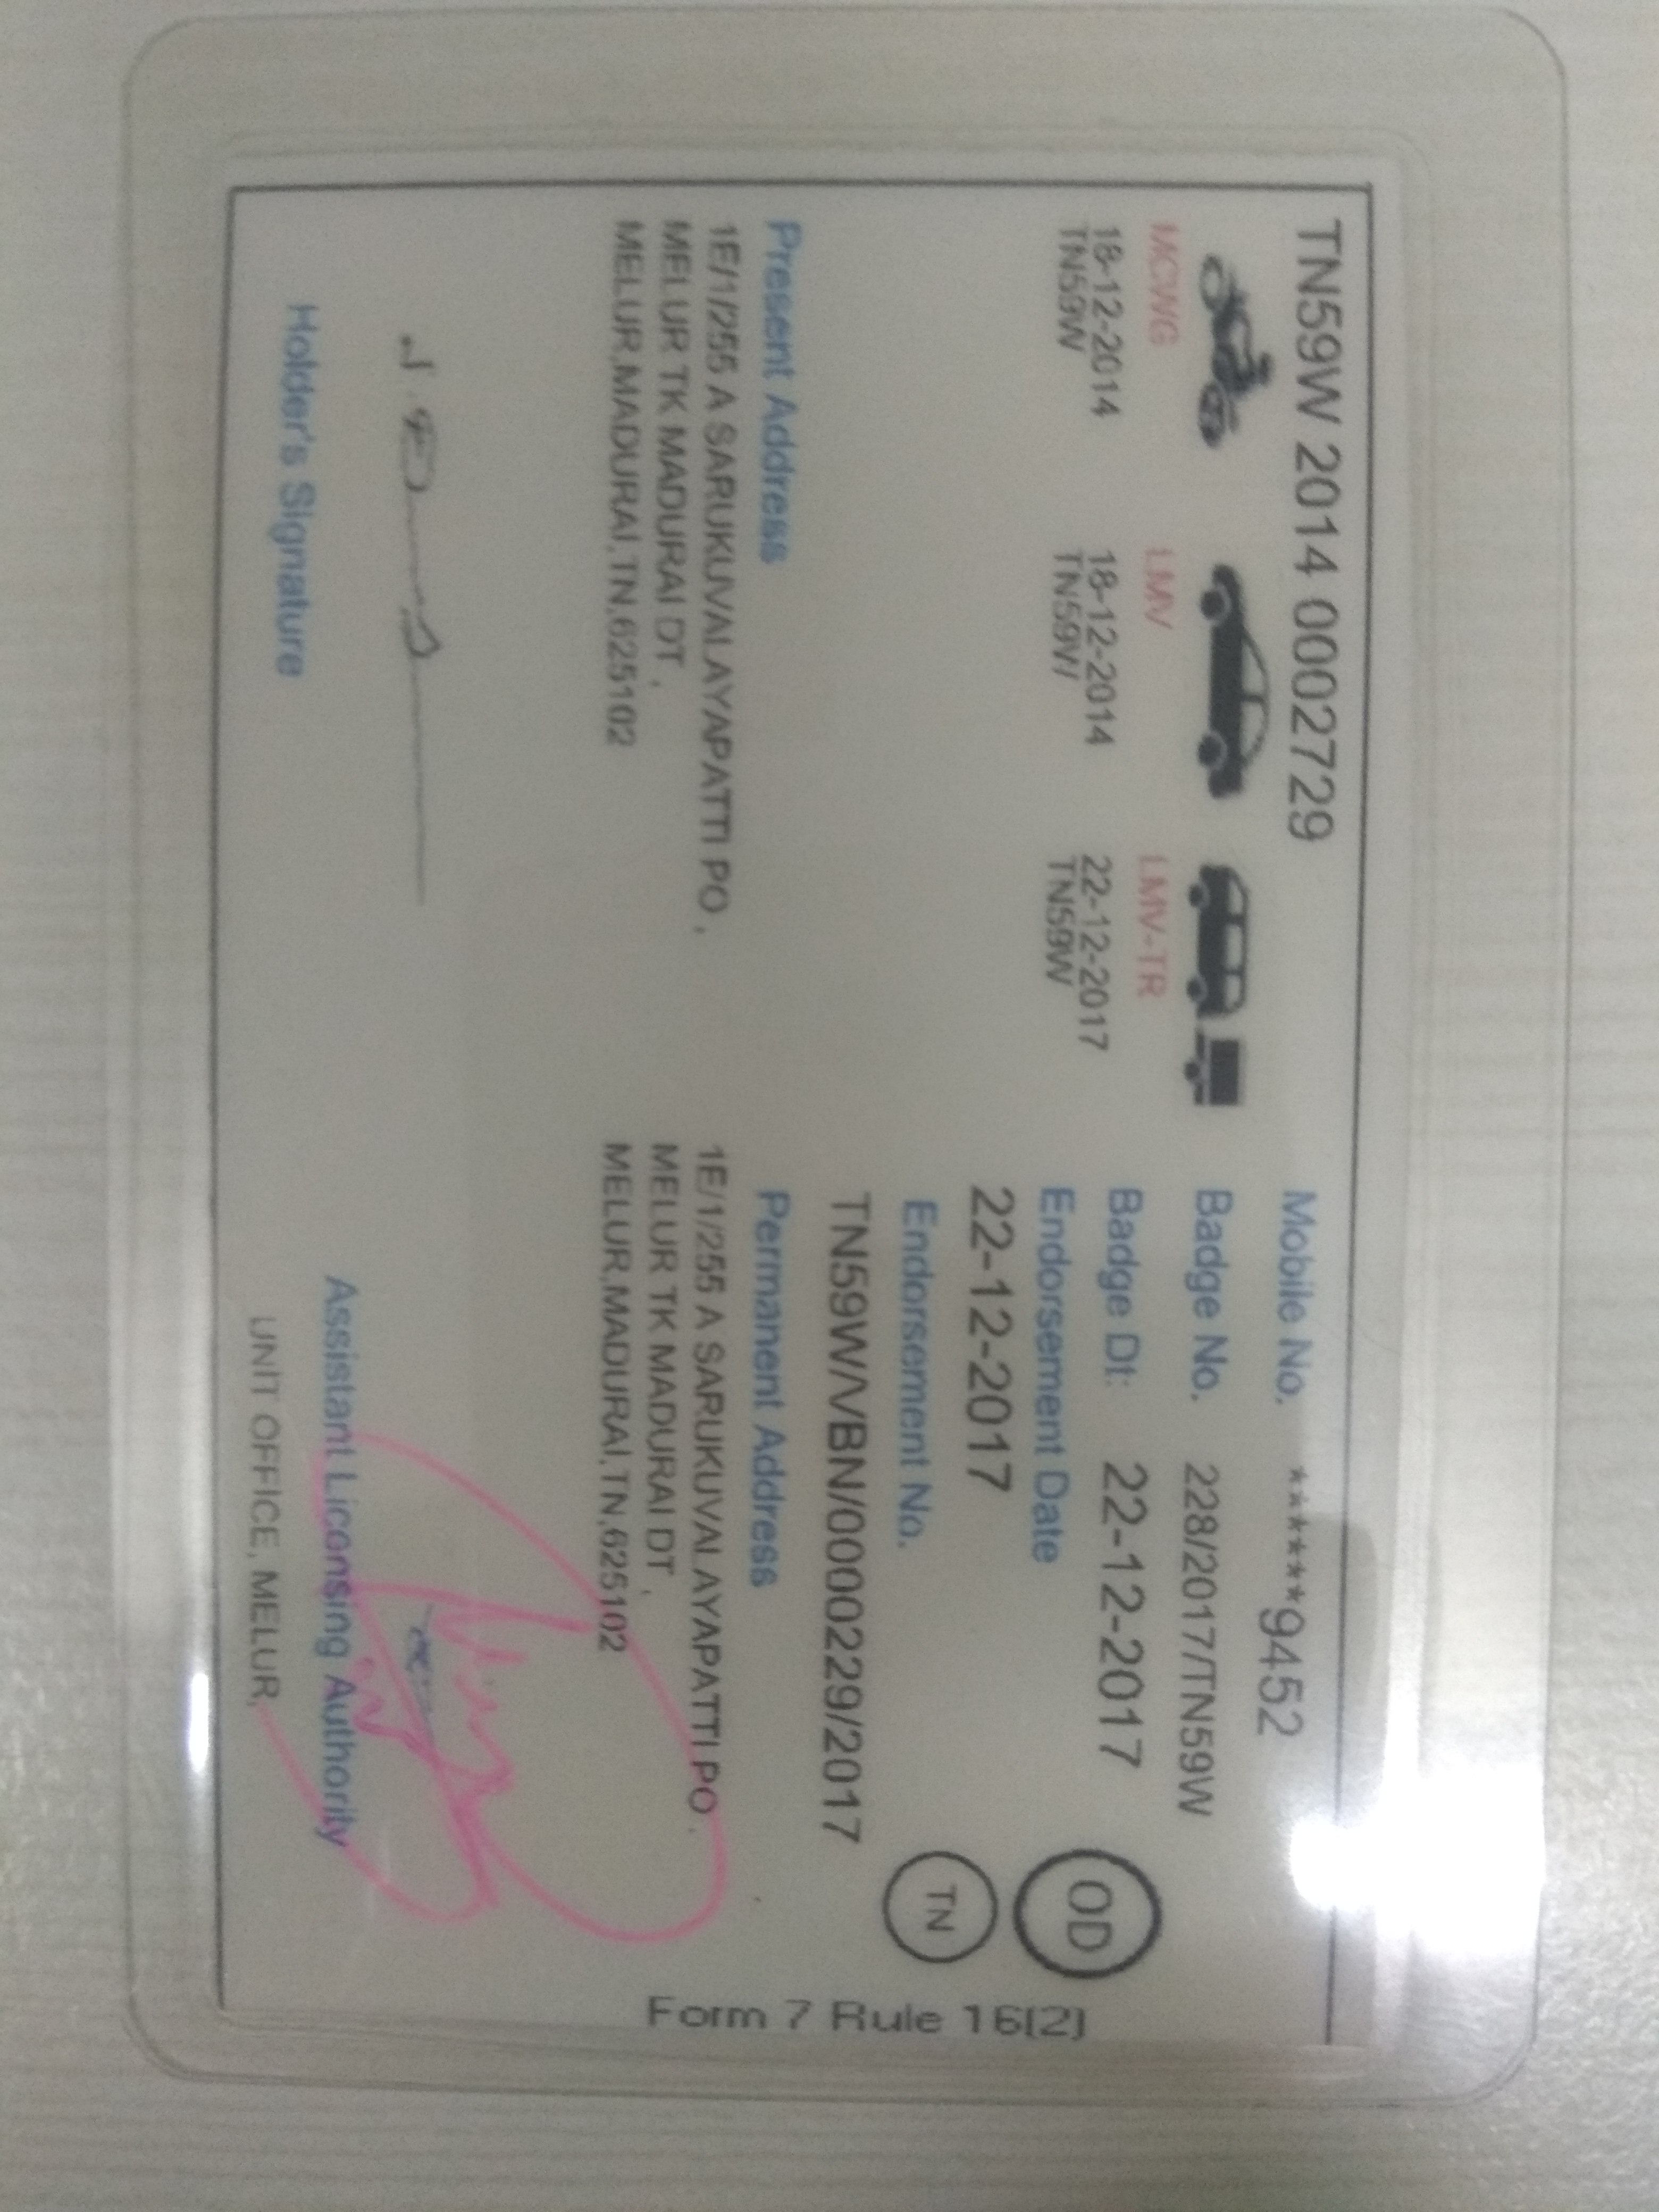 TN59W 2014 0002729
MCWG
18-12-2014
TN59W
LMV
18-12-2014
TN59W
LMV-TR
22-12-2017
TN59W
Mobile No. ******9452
Badge No. 228/2017/TN59W
Badge Dt: 22-12-2017
Endorsement Date
22-12-2017
Endorsement No.
TN59W/VBN/0000229/2017
OD
TN
Present Address
1E/1/255 A SARUKUVALAYAPATTI PO ,
MELUR TK MADURAI DT ,
MELUR,MADURAI,TN,625102
Permanent Address
1E/1/255 A SARUKUVALAYAPATTI PO ,
MELUR TK MADURAI DT ,
MELUR,MADURAI,TN,625102
Holder's Signature
Assistant Licensing Authority
UNIT OFFICE, MELUR,
Form 7 Rule 16(2)